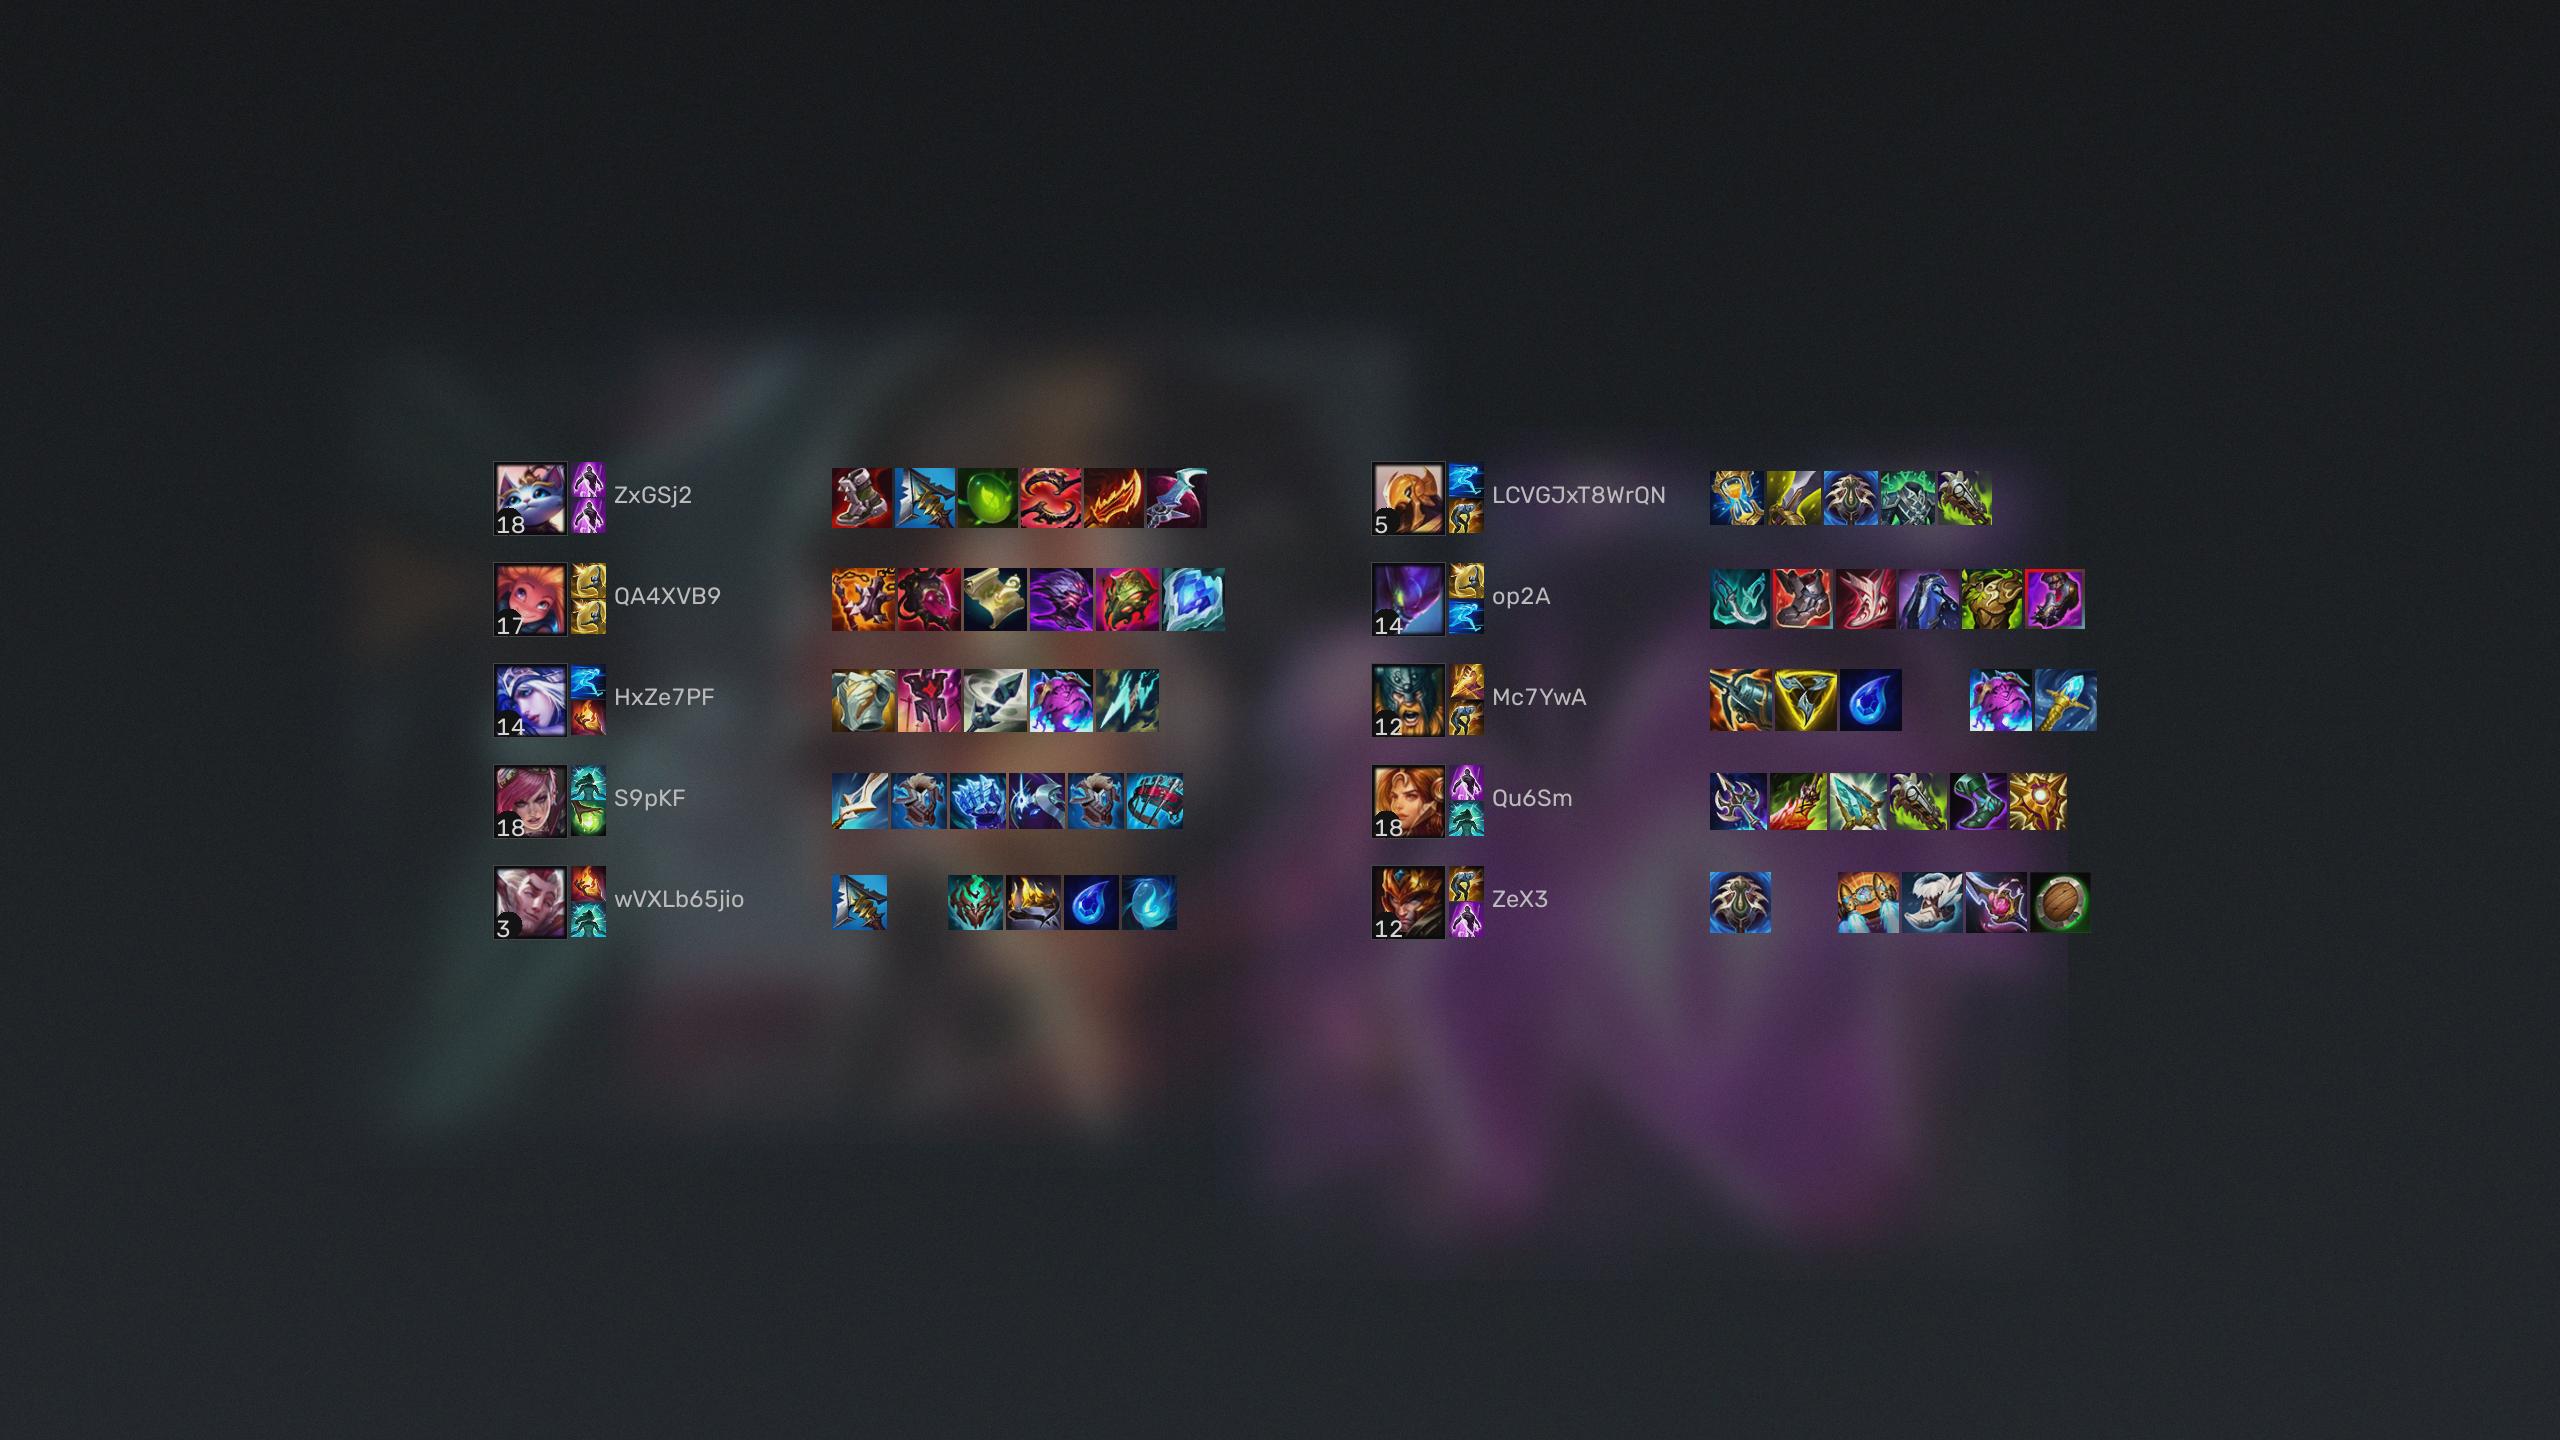 ZxGSj2
18
QA4XVB9
17
HxZe7PF
14
S9pKF
18
wVXLb65jio
3
LCVGJxT8WrQN
5
op2A
14
Mc7YwA
12
Qu6Sm
18
ZeX3
12